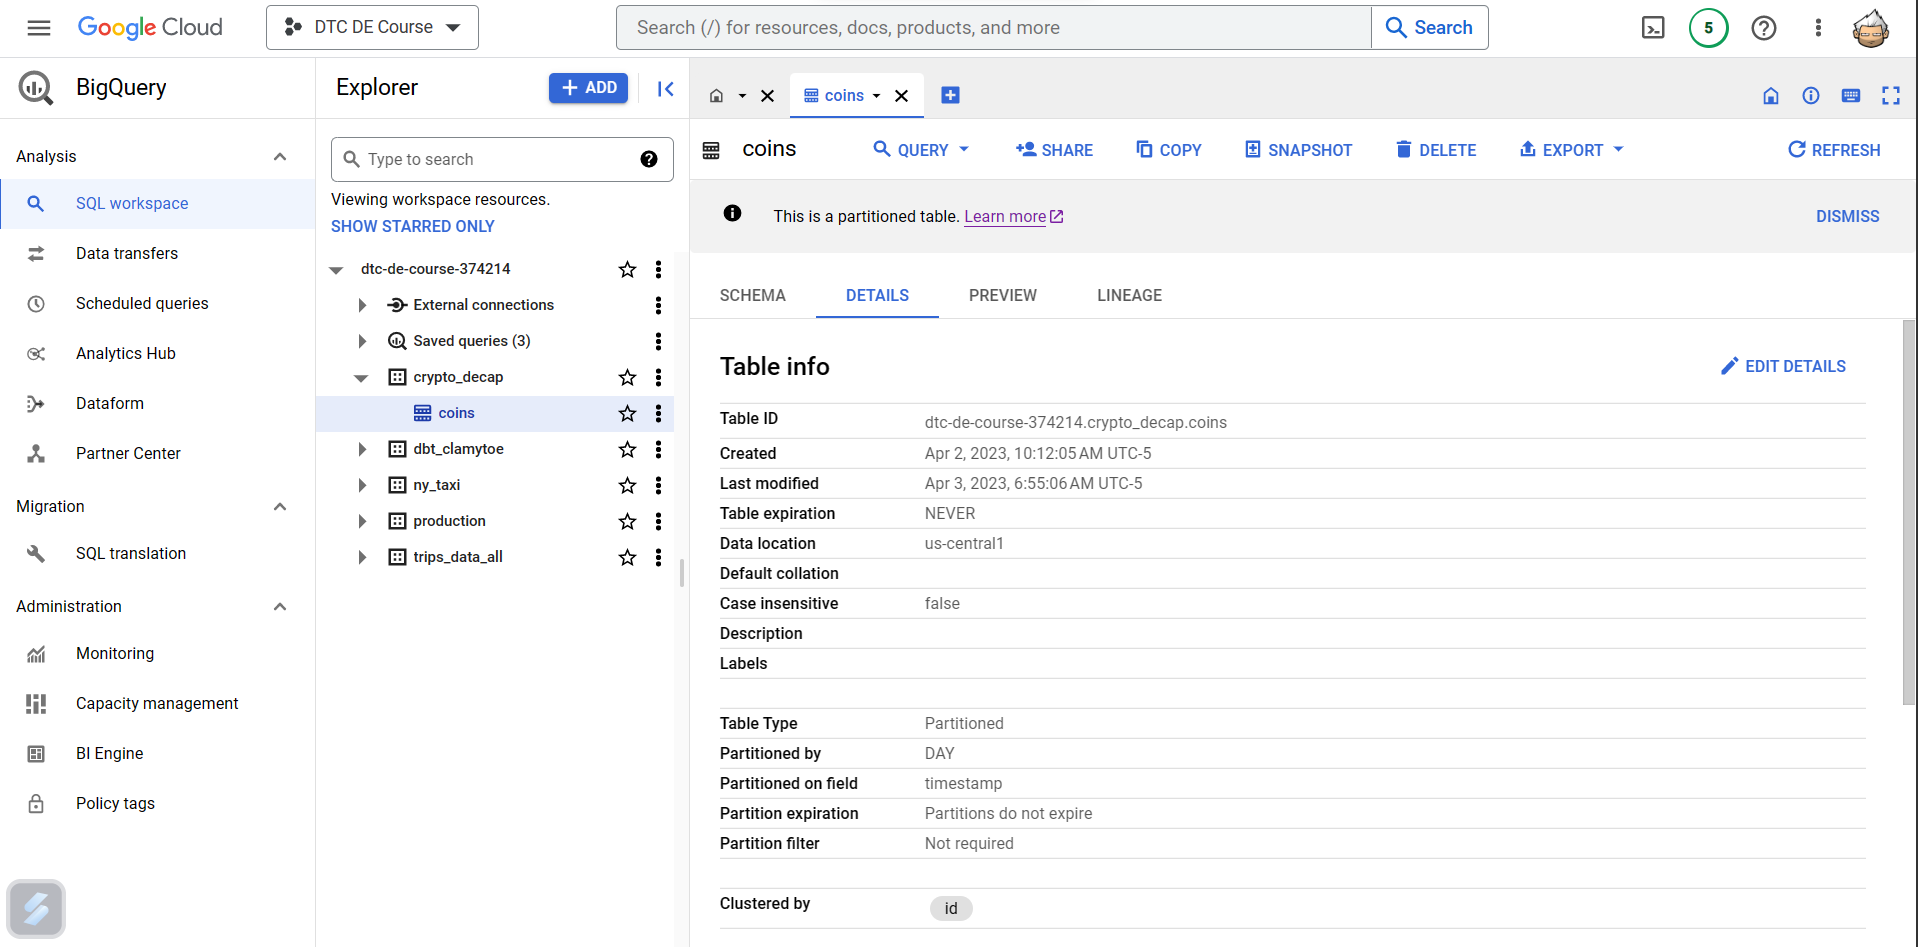 Google Cloud
DTC DE Course
Search (/) for resources, docs, products, and more
Search
5
BigQuery
Analysis
SQL workspace
Data transfers
Scheduled queries
Analytics Hub
Dataform
Partner Center
Migration
SQL translation
Administration
Monitoring
Capacity management
BI Engine
Policy tags
Explorer
ADD
Type to search
Viewing workspace resources.
SHOW STARRED ONLY
dtc-de-course-374214
External connections
Saved queries (3)
crypto_decap
coins
dbt_clamytoe
ny_taxi
production
trips_data_all
coins
coins
QUERY
SHARE
COPY
SNAPSHOT
DELETE
EXPORT
REFRESH
This is a partitioned table. Learn more
DISMISS
SCHEMA
DETAILS
PREVIEW
LINEAGE
Table info
EDIT DETAILS
Table ID dtc-de-course-374214.crypto_decap.coins
Created Apr 2, 2023, 10:12:05 AM UTC-5
Last modified Apr 3, 2023, 6:55:06 AM UTC-5
Table expiration NEVER
Data location us-central1
Default collation
Case insensitive false
Description
Labels
Table Type Partitioned
Partitioned by DAY
Partitioned on field timestamp
Partition expiration Partitions do not expire
Partition filter Not required
Clustered by id